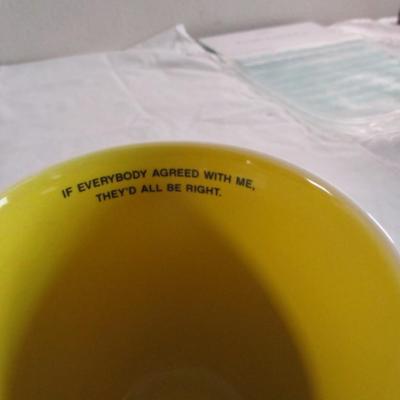 IF EVERYBODY AGREED WITH ME,
THEY'D ALL BE RIGHT.